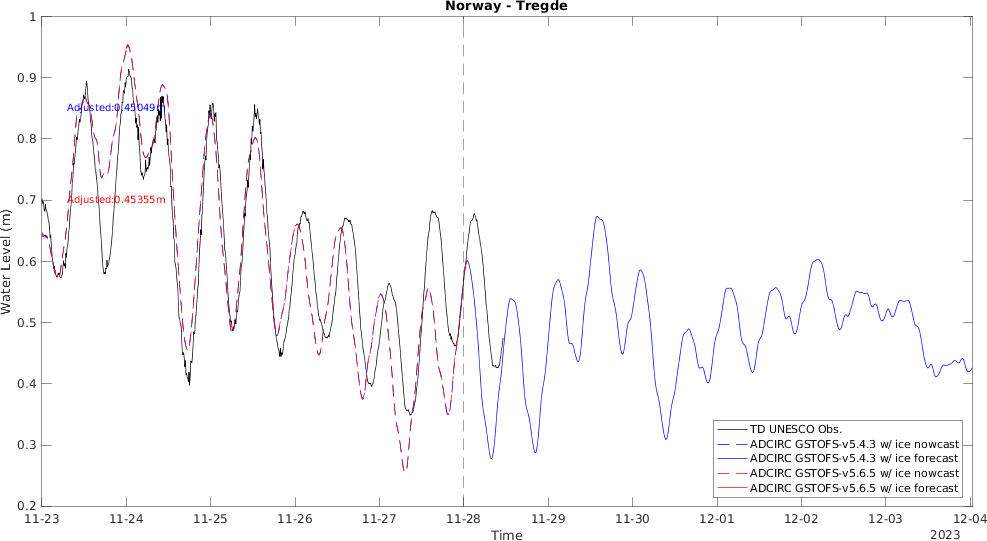 Norway - Tregde
Water Level (m)
1
0.9
0.8
0.7
0.6
0.5
0.4
0.3
0.2
Adjusted:0.45049m
Adjusted:0.45355m
TD UNESCO Obs.
ADCIRC GSTOFS-v5.4.3 w/ ice nowcast
ADCIRC GSTOFS-v5.4.3 w/ ice forecast
ADCIRC GSTOFS-v5.6.5 w/ ice nowcast
ADCIRC GSTOFS-v5.6.5 w/ ice forecast
11-23 11-24 11-25 11-26 11-27 11-28 11-29 11-30 12-01 12-02 12-03 12-04
Time
2023